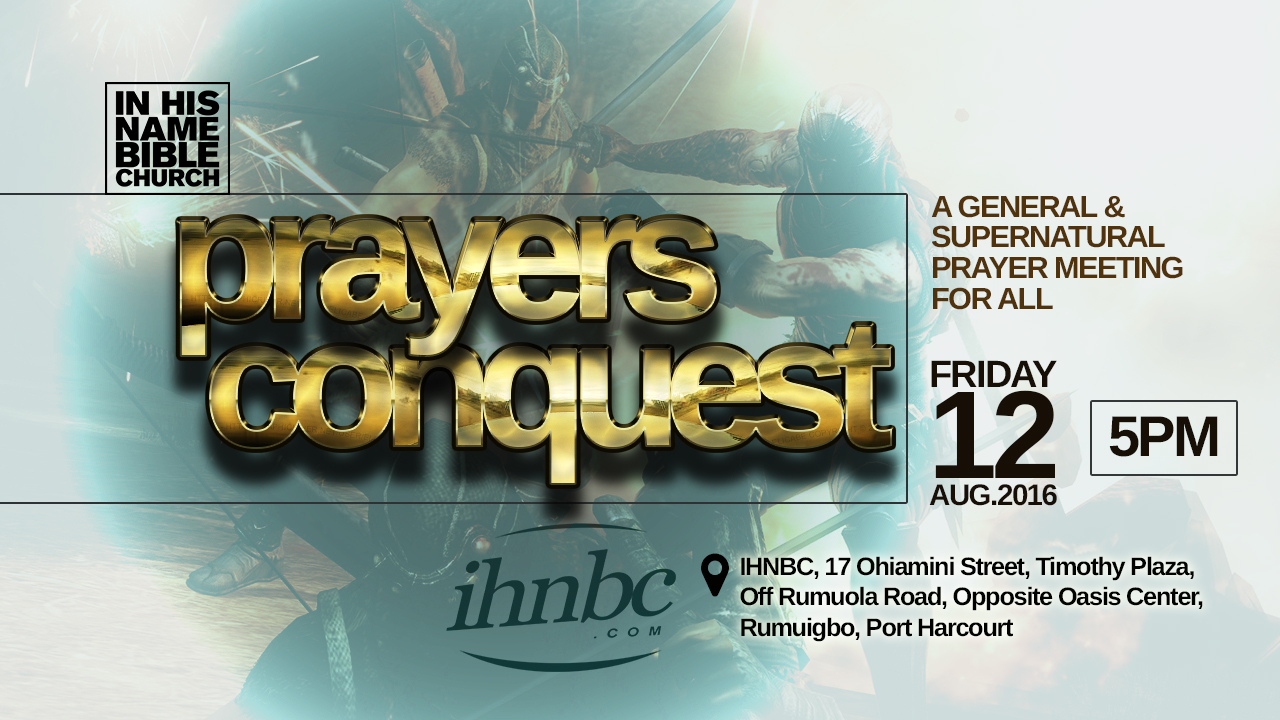 IN HIS
NAME
BIBLE
CHURCH
prayers
conquest
A GENERAL &
SUPERNATURAL
PRAYER MEETING
FOR ALL
FRIDAY
12
AUG.2016
5PM
ihnbc
.COM
IHNBC, 17 Ohiamini Street, Timothy Plaza,
Off Rumuola Road, Opposite Oasis Center,
Rumuigbo, Port Harcourt